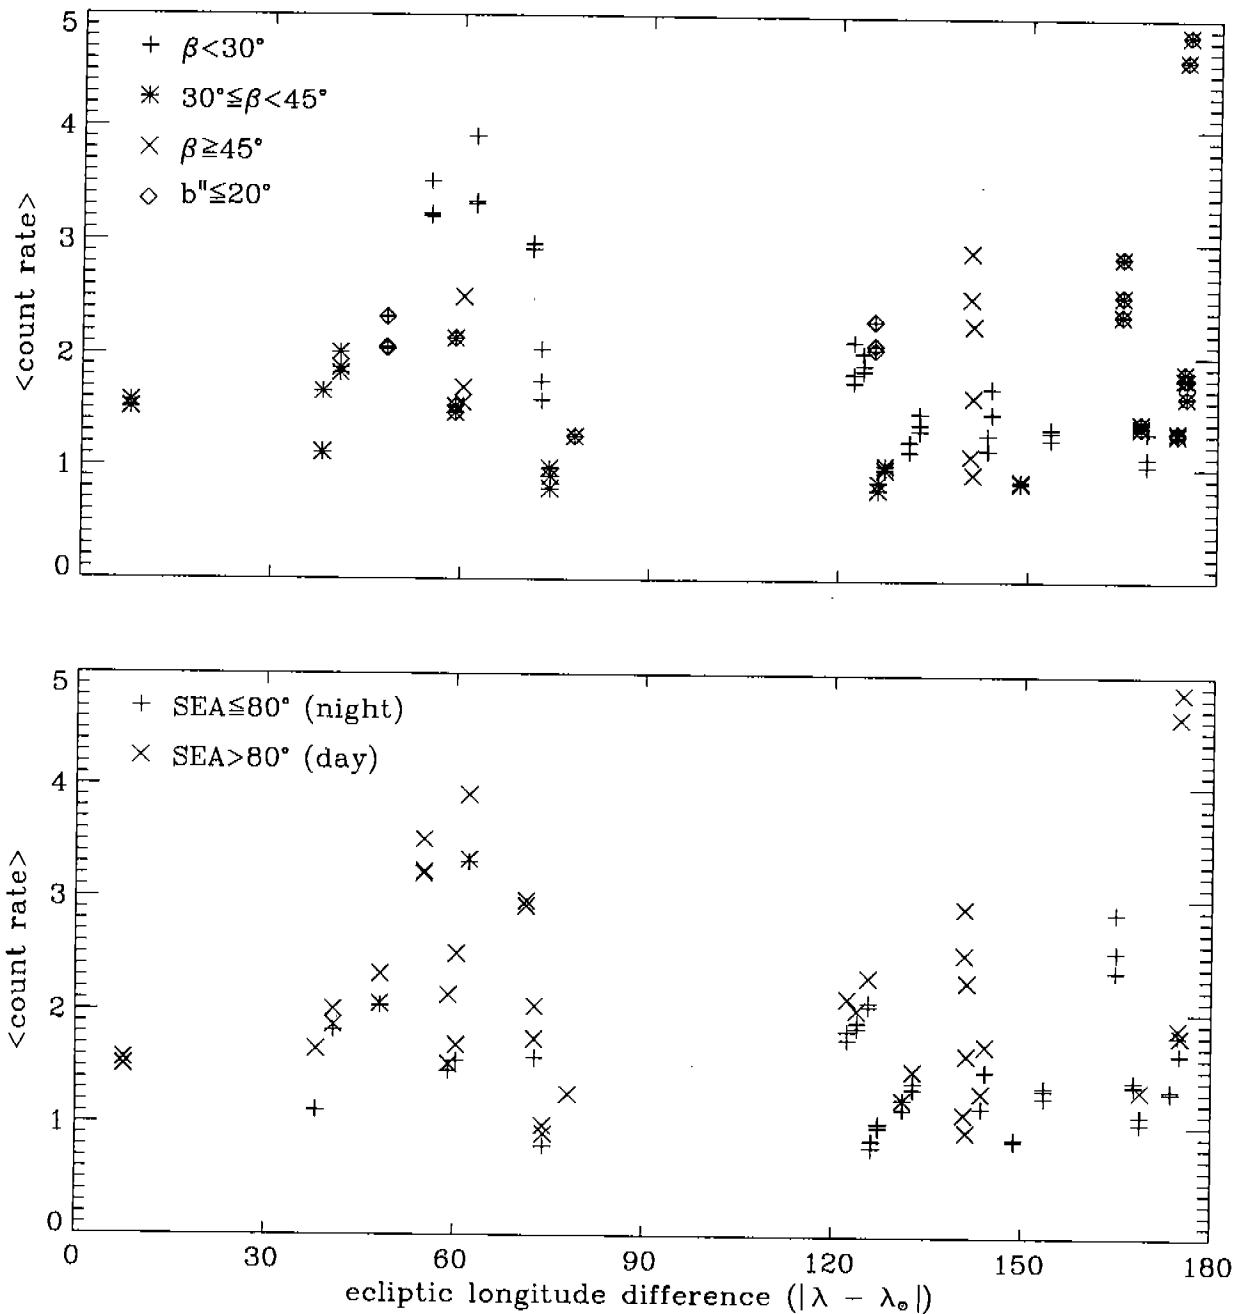 5
4
3
2
1
0
<count rate>
+ β<30°
✳ 30°≦β<45°
× β≧45°
◇ b"≦20°
5
4
3
2
1
0
<count rate>
+ SEA≦80° (night)
× SEA>80° (day)
0 30 60 90 120 150 180
ecliptic longitude difference (|λ − λ⊙|)